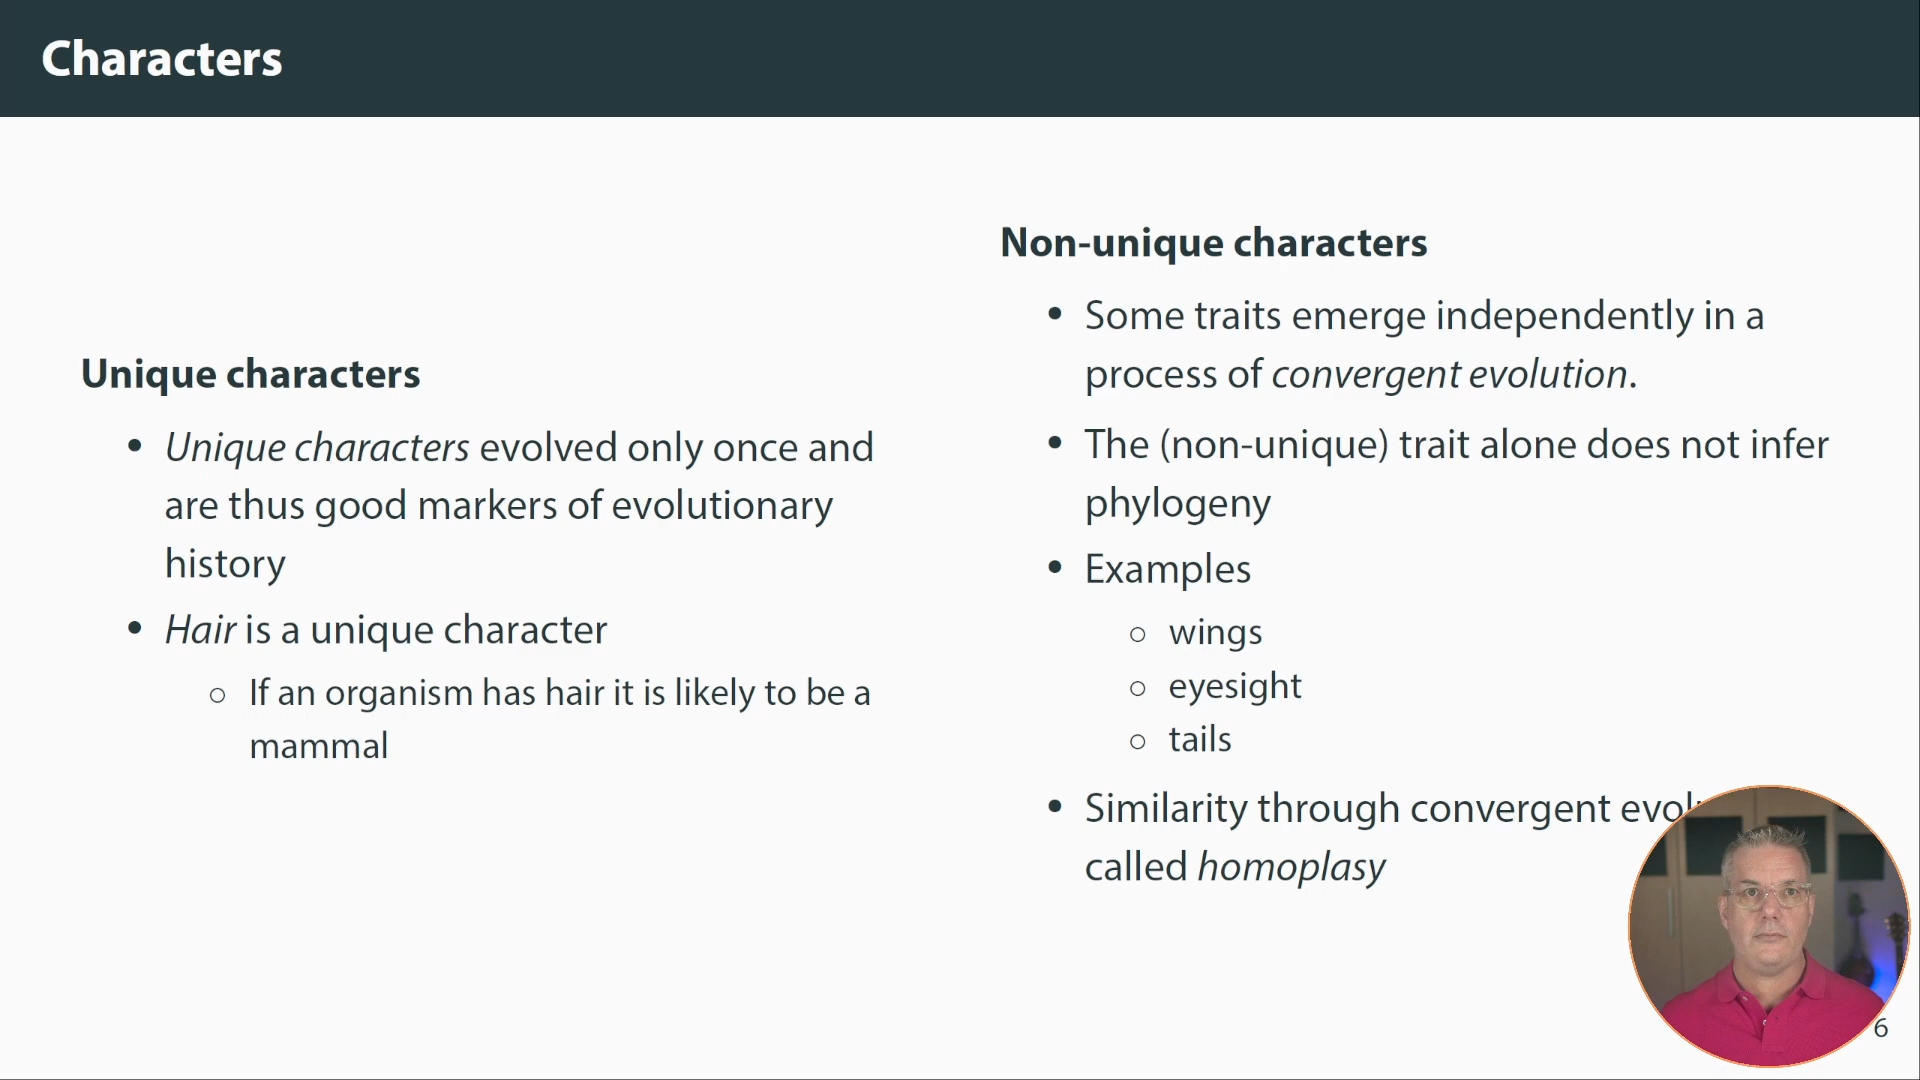 Characters
Unique characters
• Unique characters evolved only once and
are thus good markers of evolutionary
history
• Hair is a unique character
○ If an organism has hair it is likely to be a
mammal
Non-unique characters
• Some traits emerge independently in a
process of convergent evolution.
• The (non-unique) trait alone does not infer
phylogeny
• Examples
○ wings
○ eyesight
○ tails
• Similarity through convergent
called homoplasy
6